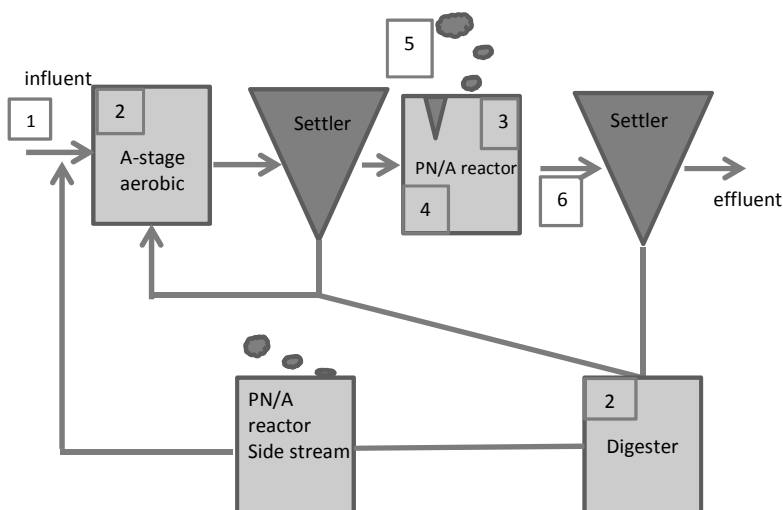 5
influent
1
2
A-stage
aerobic
Settler
3
PN/A reactor
4
6
Settler
effluent
PN/A
reactor
Side stream
2
Digester